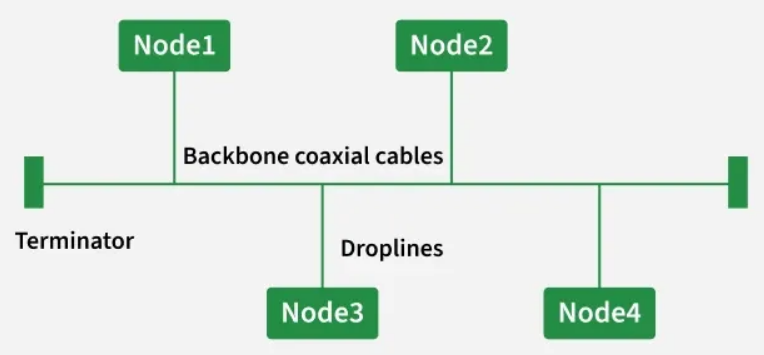 Node1
Node2
Backbone coaxial cables
Terminator
Droplines
Node3
Node4